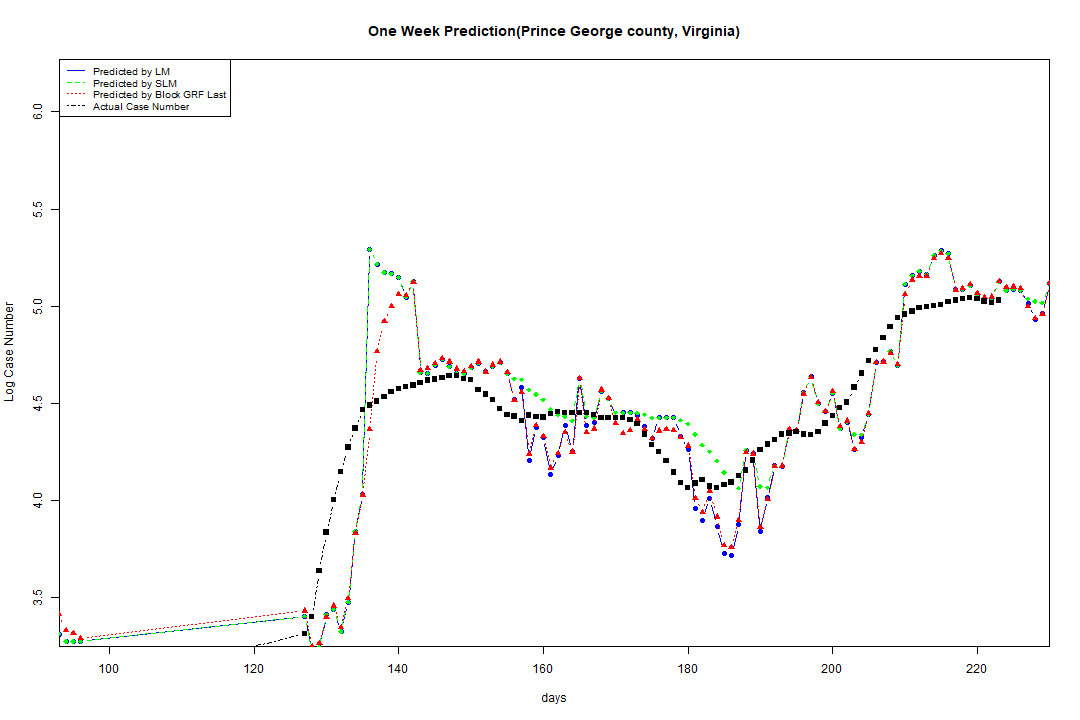 One Week Prediction(Prince George county, Virginia)
Predicted by LM
Predicted by SLM
Predicted by Block GRF Last
Actual Case Number
6.0
5.5
5.0
4.5
4.0
3.5
Log Case Number
100 120 140 160 180 200 220
days